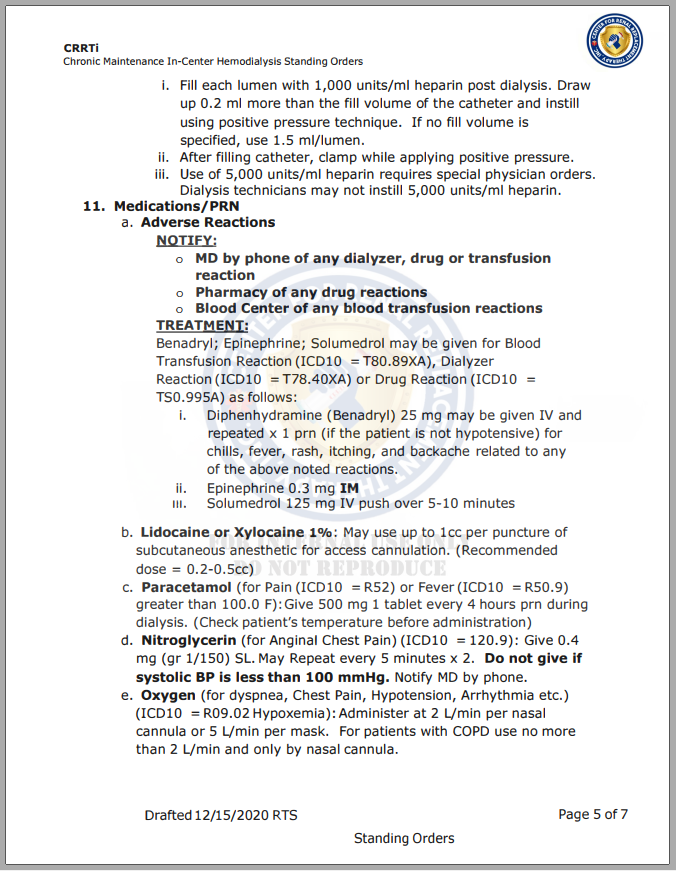 CRRTi
Chronic Maintenance In-Center Hemodialysis Standing Orders
i. Fill each lumen with 1,000 units/ml heparin post dialysis. Draw
up 0.2 ml more than the fill volume of the catheter and instill
using positive pressure technique. If no fill volume is
specified, use 1.5 ml/lumen.
ii. After filling catheter, clamp while applying positive pressure.
iii. Use of 5,000 units/ml heparin requires special physician orders.
Dialysis technicians may not instill 5,000 units/ml heparin.
11. Medications/PRN
a. Adverse Reactions
NOTIFY:
o MD by phone of any dialyzer, drug or transfusion
reaction
o Pharmacy of any drug reactions
o Blood Center of any blood transfusion reactions
TREATMENT:
Benadryl; Epinephrine; Solumedrol may be given for Blood
Transfusion Reaction (ICD10 = T80.89XA), Dialyzer
Reaction (ICD10 = T78.40XA) or Drug Reaction (ICD10 =
TS0.995A) as follows:
i. Diphenhydramine (Benadryl) 25 mg may be given IV and
repeated x 1 prn (if the patient is not hypotensive) for
chills, fever, rash, itching, and backache related to any
of the above noted reactions.
ii. Epinephrine 0.3 mg IM
III. Solumedrol 125 mg IV push over 5-10 minutes
b. Lidocaine or Xylocaine 1%: May use up to 1cc per puncture of
subcutaneous anesthetic for access cannulation. (Recommended
dose = 0.2-0.5cc)
FOR INTERNAL USE ONLY
DO NOT REPRODUCE
c. Paracetamol (for Pain (ICD10 = R52) or Fever (ICD10 = R50.9)
greater than 100.0 F): Give 500 mg 1 tablet every 4 hours prn during
dialysis. (Check patient's temperature before administration)
d. Nitroglycerin (for Anginal Chest Pain) (ICD10 = 120.9): Give 0.4
mg (gr 1/150) SL. May Repeat every 5 minutes x 2. Do not give if
systolic BP is less than 100 mmHg. Notify MD by phone.
e. Oxygen (for dyspnea, Chest Pain, Hypotension, Arrhythmia etc.)
(ICD10 = R09.02 Hypoxemia): Administer at 2 L/min per nasal
cannula or 5 L/min per mask. For patients with COPD use no more
than 2 L/min and only by nasal cannula.
Drafted 12/15/2020 RTS
Page 5 of 7
Standing Orders